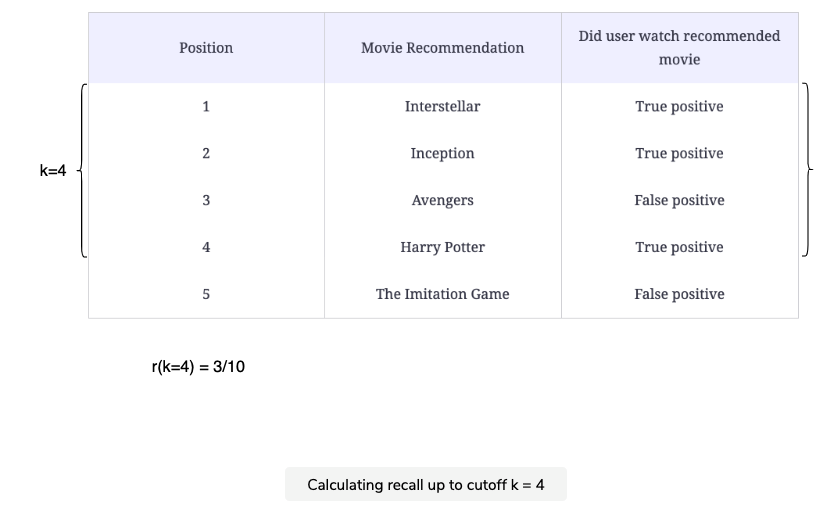 Position Movie Recommendation Did user watch recommended
movie
1 Interstellar True positive
2 Inception True positive
k=4
3 Avengers False positive
4 Harry Potter True positive
5 The Imitation Game False positive
r(k=4) = 3/10
Calculating recall up to cutoff k = 4